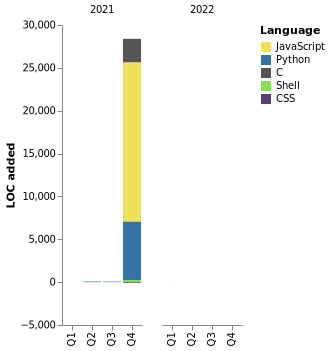 2021 2022
Language
JavaScript
Python
C
Shell
CSS
LOC added
30,000
25,000
20,000
15,000
10,000
5,000
0
−5,000
Q1 Q2 Q3 Q4 Q1 Q2 Q3 Q4